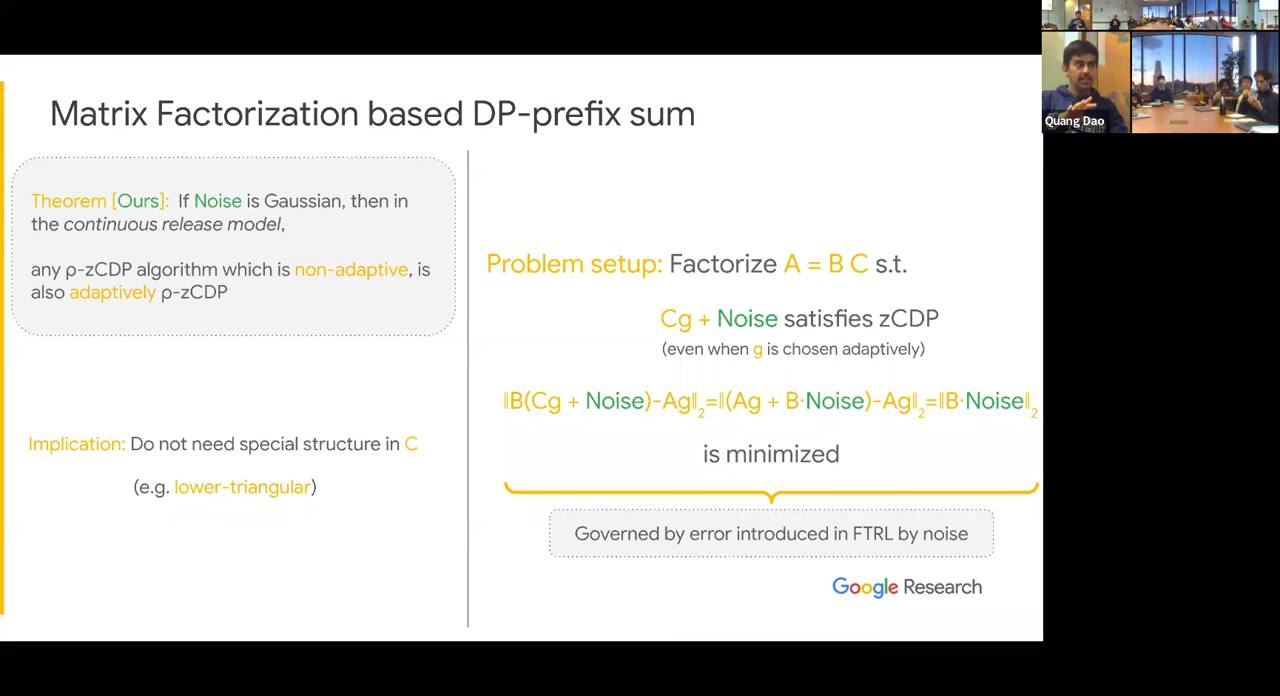 Matrix Factorization based DP-prefix sum
Theorem [Ours]: If Noise is Gaussian, then in
the continuous release model,
any ρ-zCDP algorithm which is non-adaptive, is
also adaptively ρ-zCDP
Implication: Do not need special structure in C
(e.g. lower-triangular)
Problem setup: Factorize A = B C s.t.
Cg + Noise satisfies zCDP
(even when g is chosen adaptively)
‖B(Cg + Noise)-Ag‖₂=‖(Ag + B·Noise)-Ag‖₂=‖B·Noise‖₂
is minimized
Governed by error introduced in FTRL by noise
Google Research
Quang Dao